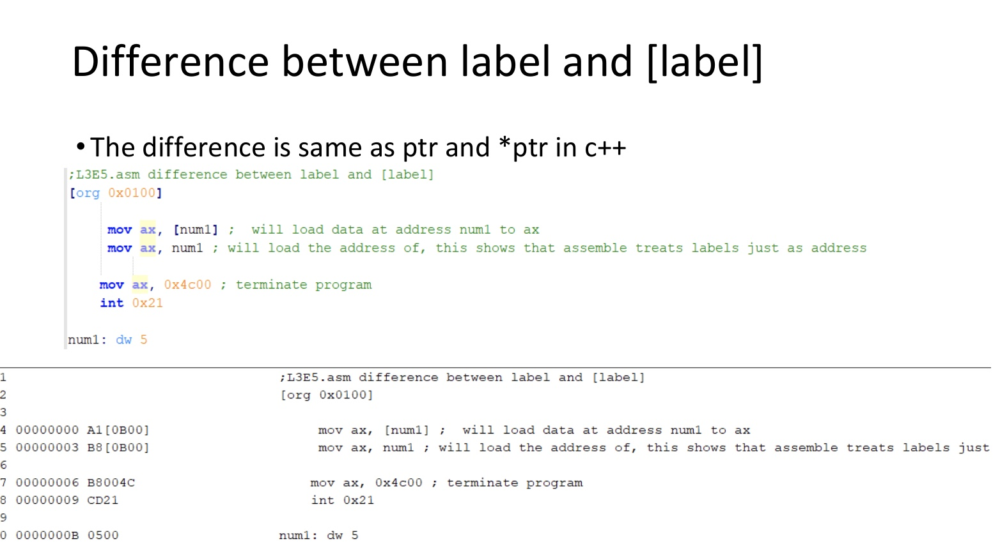 Difference between label and [label]
• The difference is same as ptr and *ptr in c++
;L3E5.asm difference between label and [label]
[org 0x0100]
mov ax, [num1] ;  will load data at address num1 to ax
mov ax, num1 ; will load the address of, this shows that assemble treats labels just as address
mov ax, 0x4c00 ; terminate program
int 0x21
num1: dw 5
1 ;L3E5.asm difference between label and [label]
2 [org 0x0100]
3
4 00000000 A1[0B00] mov ax, [num1] ;  will load data at address num1 to ax
5 00000003 B8[0B00] mov ax, num1 ; will load the address of, this shows that assemble treats labels just
6
7 00000006 B8004C mov ax, 0x4c00 ; terminate program
8 00000009 CD21 int 0x21
9
0 0000000B 0500 num1: dw 5